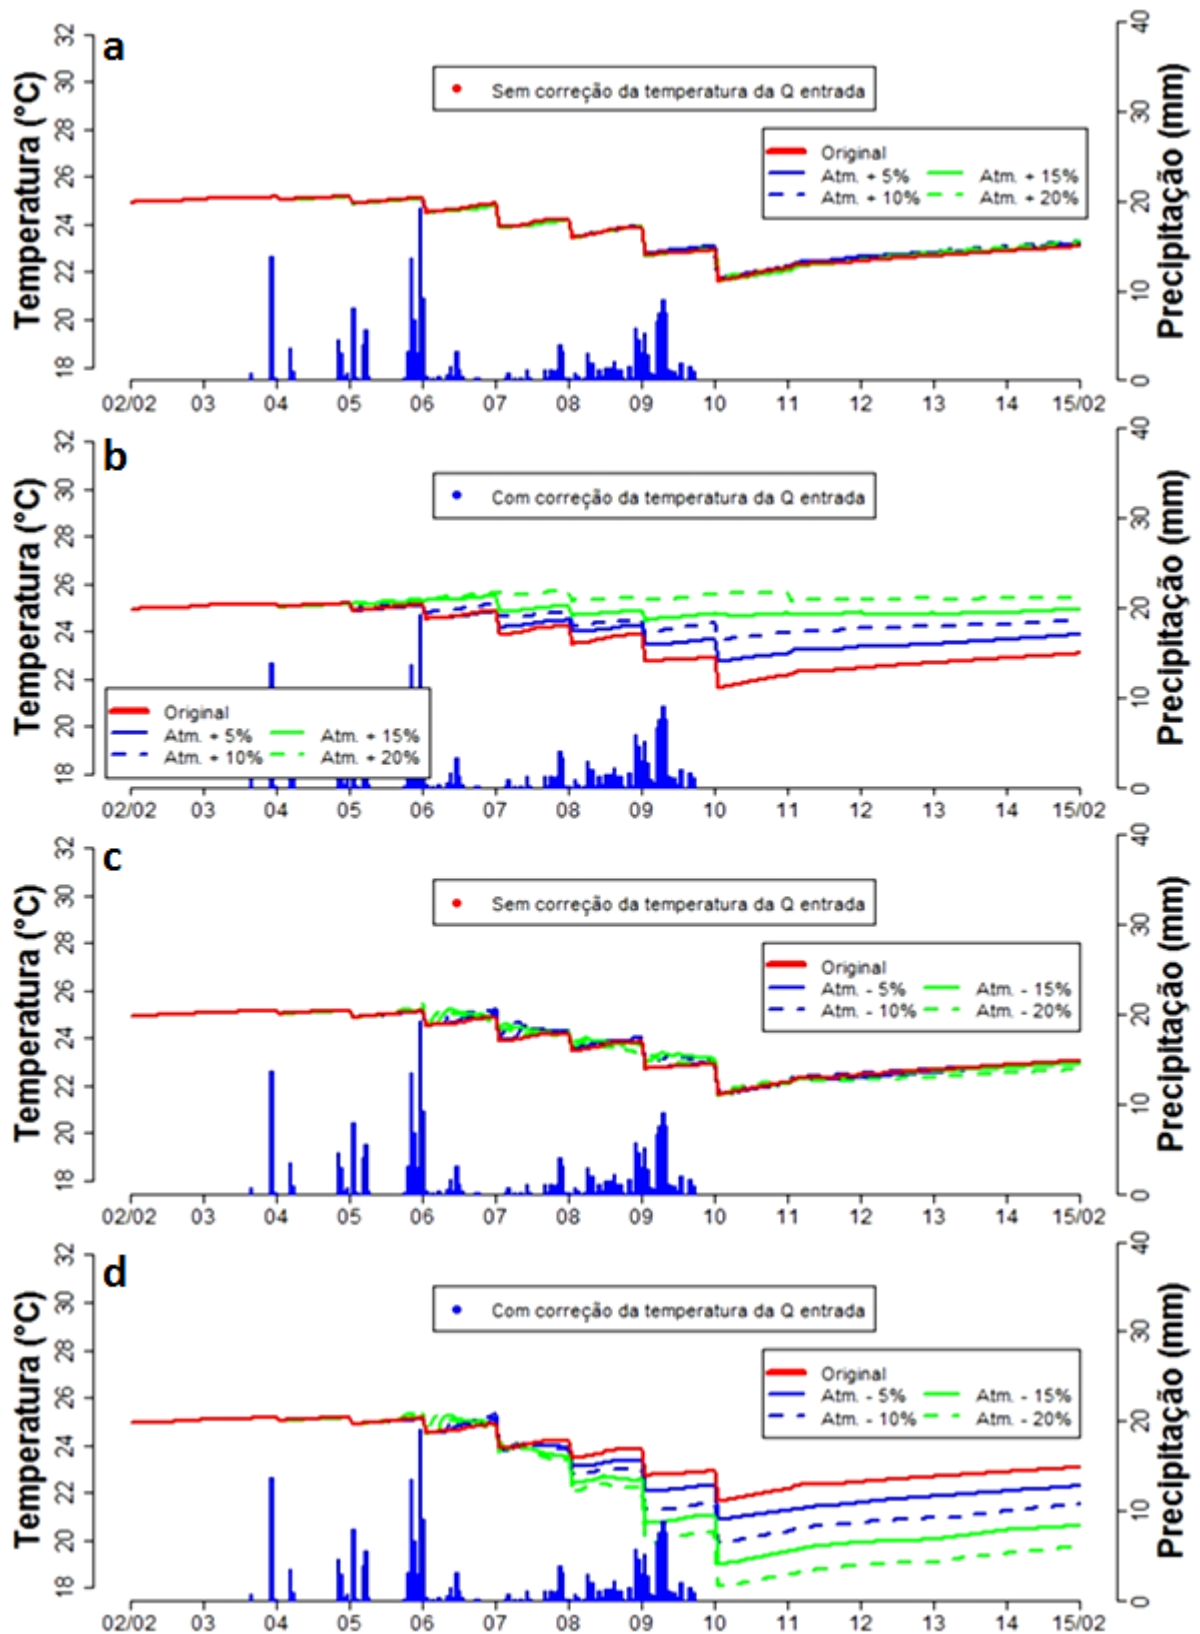 a
Temperatura (°C)
32
30
28
26
24
22
20
18
Sem correção da temperatura da Q entrada
Original
Atm. + 5%
Atm. + 15%
Atm. + 10%
Atm. + 20%
Precipitação (mm)
40
30
20
10
0
02/02 03 04 05 06 07 08 09 10 11 12 13 14 15/02
b
Temperatura (°C)
32
30
28
26
24
22
20
18
Com correção da temperatura da Q entrada
Original
Atm. + 5%
Atm. + 15%
Atm. + 10%
Atm. + 20%
Precipitação (mm)
40
30
20
10
0
02/02 03 04 05 06 07 08 09 10 11 12 13 14 15/02
c
Temperatura (°C)
32
30
28
26
24
22
20
18
Sem correção da temperatura da Q entrada
Original
Atm. - 5%
Atm. - 15%
Atm. - 10%
Atm. - 20%
Precipitação (mm)
40
30
20
10
0
02/02 03 04 05 06 07 08 09 10 11 12 13 14 15/02
d
Temperatura (°C)
32
30
28
26
24
22
20
18
Com correção da temperatura da Q entrada
Original
Atm. - 5%
Atm. - 15%
Atm. - 10%
Atm. - 20%
Precipitação (mm)
40
30
20
10
0
02/02 03 04 05 06 07 08 09 10 11 12 13 14 15/02